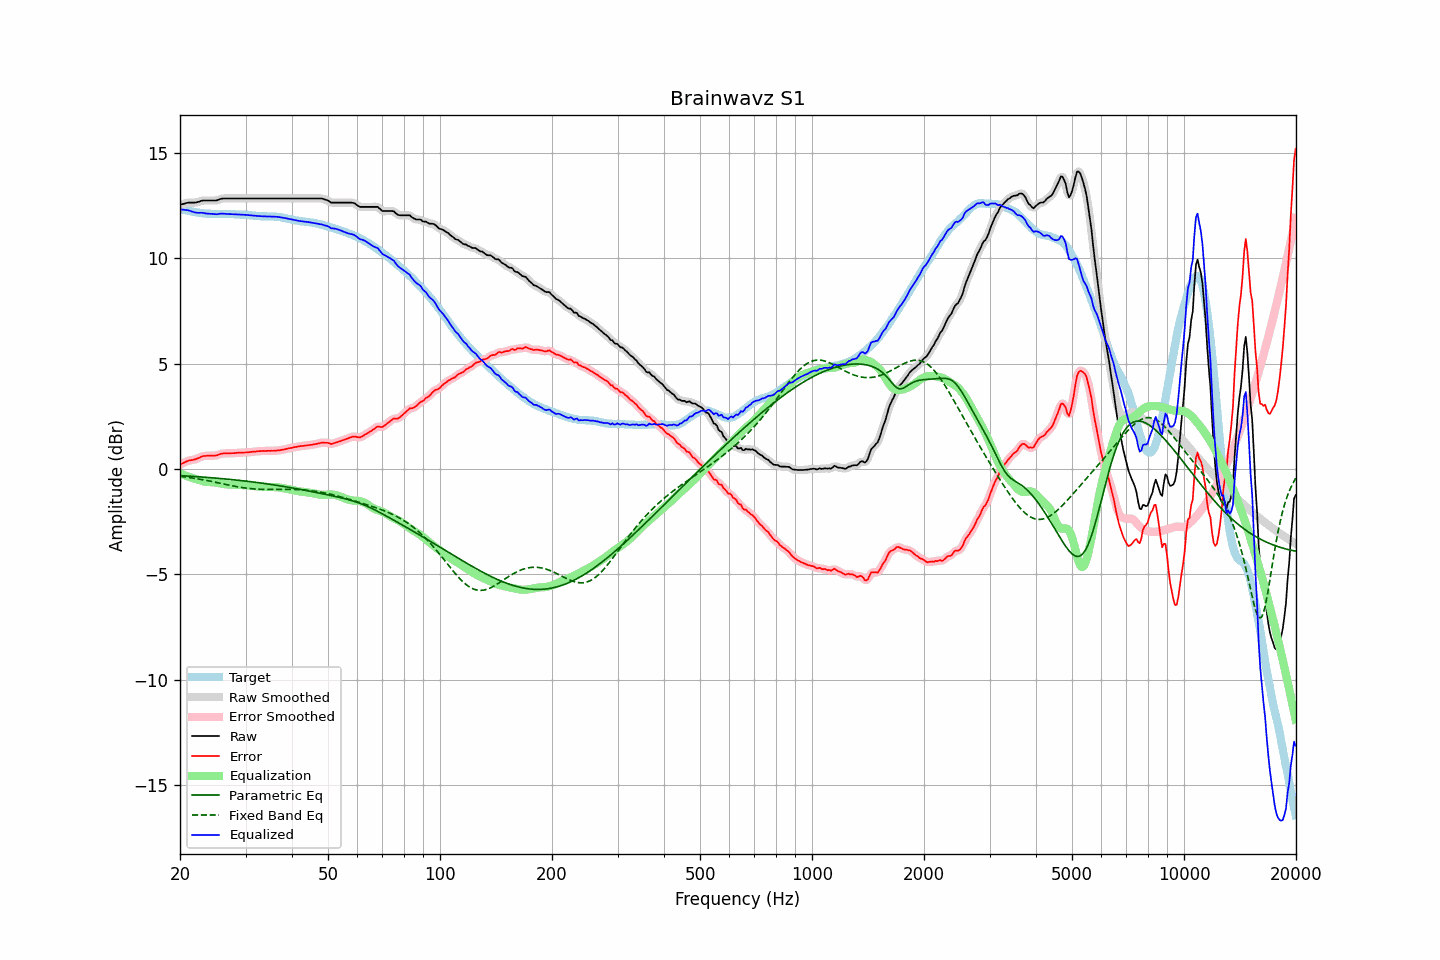 Brainwavz S1
Amplitude (dBr)
15
10
5
0
−5
−10
−15
Target
Raw Smoothed
Error Smoothed
Raw
Error
Equalization
Parametric Eq
Fixed Band Eq
Equalized
20 50 100 200 500 1000 2000 5000 10000 20000
Frequency (Hz)